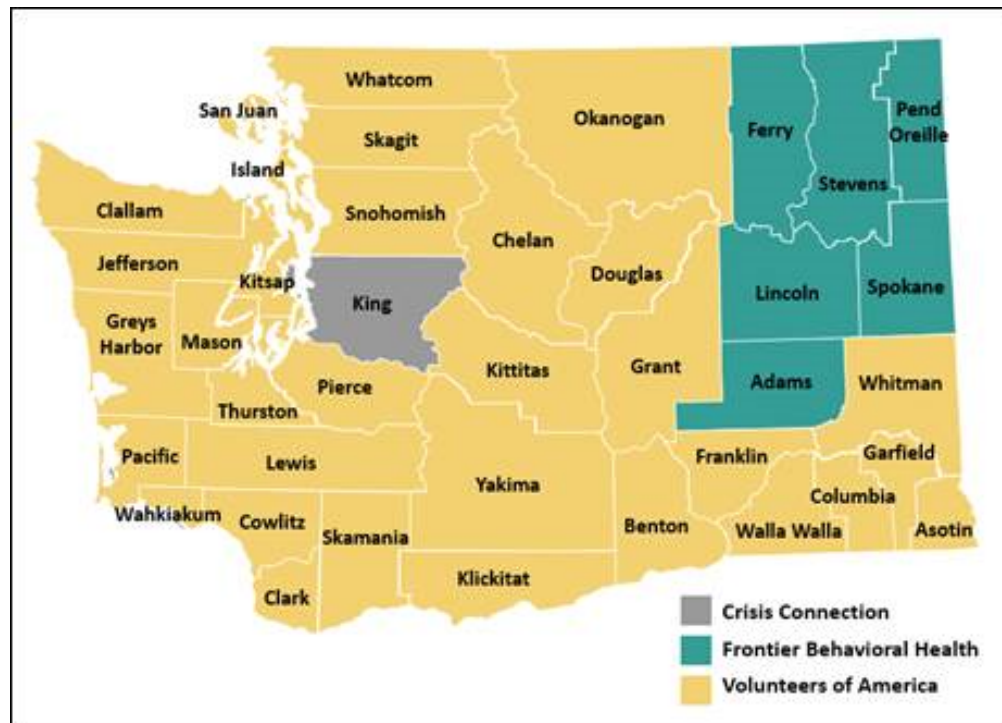 Whatcom
San Juan
Okanogan
Ferry
Pend
Oreille
Skagit
Island
Stevens
Clallam
Snohomish
Chelan
Jefferson
Kitsap
Douglas
King
Lincoln
Spokane
Greys
Harbor
Mason
Kittitas
Grant
Adams
Whitman
Pierce
Thurston
Pacific
Lewis
Franklin
Garfield
Yakima
Columbia
Wahkiakum
Cowlitz
Skamania
Benton
Walla Walla
Asotin
Klickitat
Clark
Crisis Connection
Frontier Behavioral Health
Volunteers of America